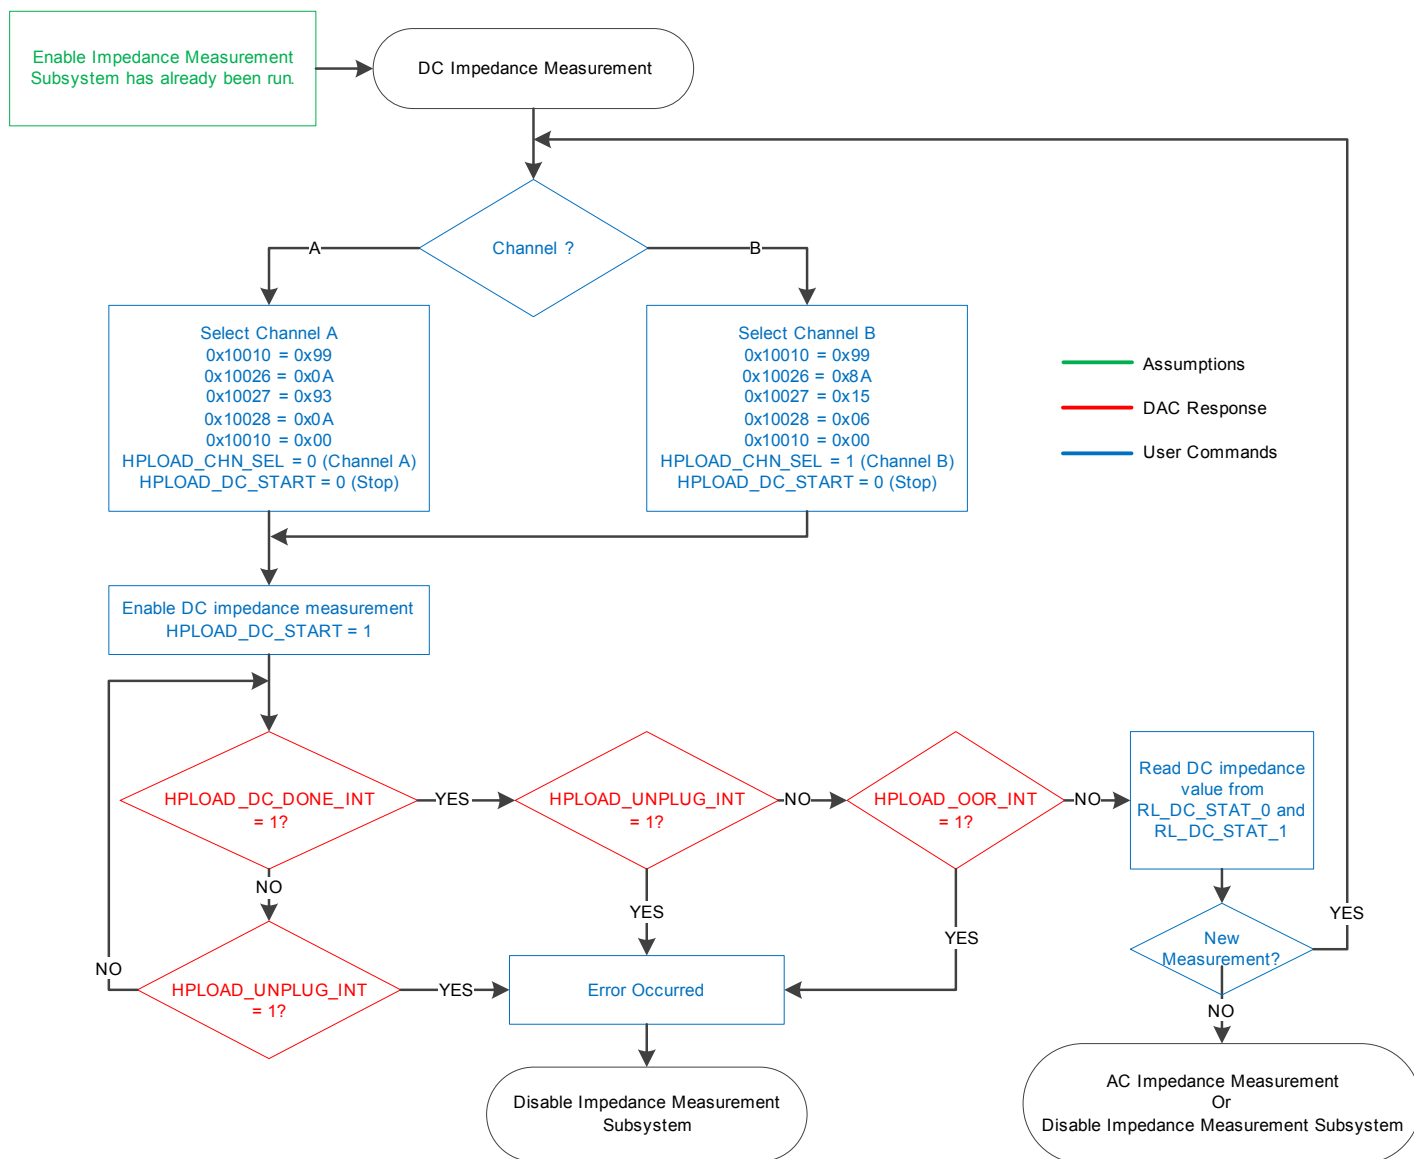 Enable Impedance Measurement
Subsystem has already been run.
DC Impedance Measurement
Channel ?
A
B
Select Channel A
0x10010 = 0x99
0x10026 = 0x0A
0x10027 = 0x93
0x10028 = 0x0A
0x10010 = 0x00
HPLOAD_CHN_SEL = 0 (Channel A)
HPLOAD_DC_START = 0 (Stop)
Select Channel B
0x10010 = 0x99
0x10026 = 0x8A
0x10027 = 0x15
0x10028 = 0x06
0x10010 = 0x00
HPLOAD_CHN_SEL = 1 (Channel B)
HPLOAD_DC_START = 0 (Stop)
Assumptions
DAC Response
User Commands
Enable DC impedance measurement
HPLOAD_DC_START = 1
HPLOAD_DC_DONE_INT
= 1?
YES
HPLOAD_UNPLUG_INT
= 1?
NO
HPLOAD_OOR_INT
= 1?
NO
Read DC impedance
value from
RL_DC_STAT_0 and
RL_DC_STAT_1
NO
YES
YES
YES
New
Measurement?
NO
HPLOAD_UNPLUG_INT
= 1?
YES
Error Occurred
NO
Disable Impedance Measurement
Subsystem
AC Impedance Measurement
Or
Disable Impedance Measurement Subsystem